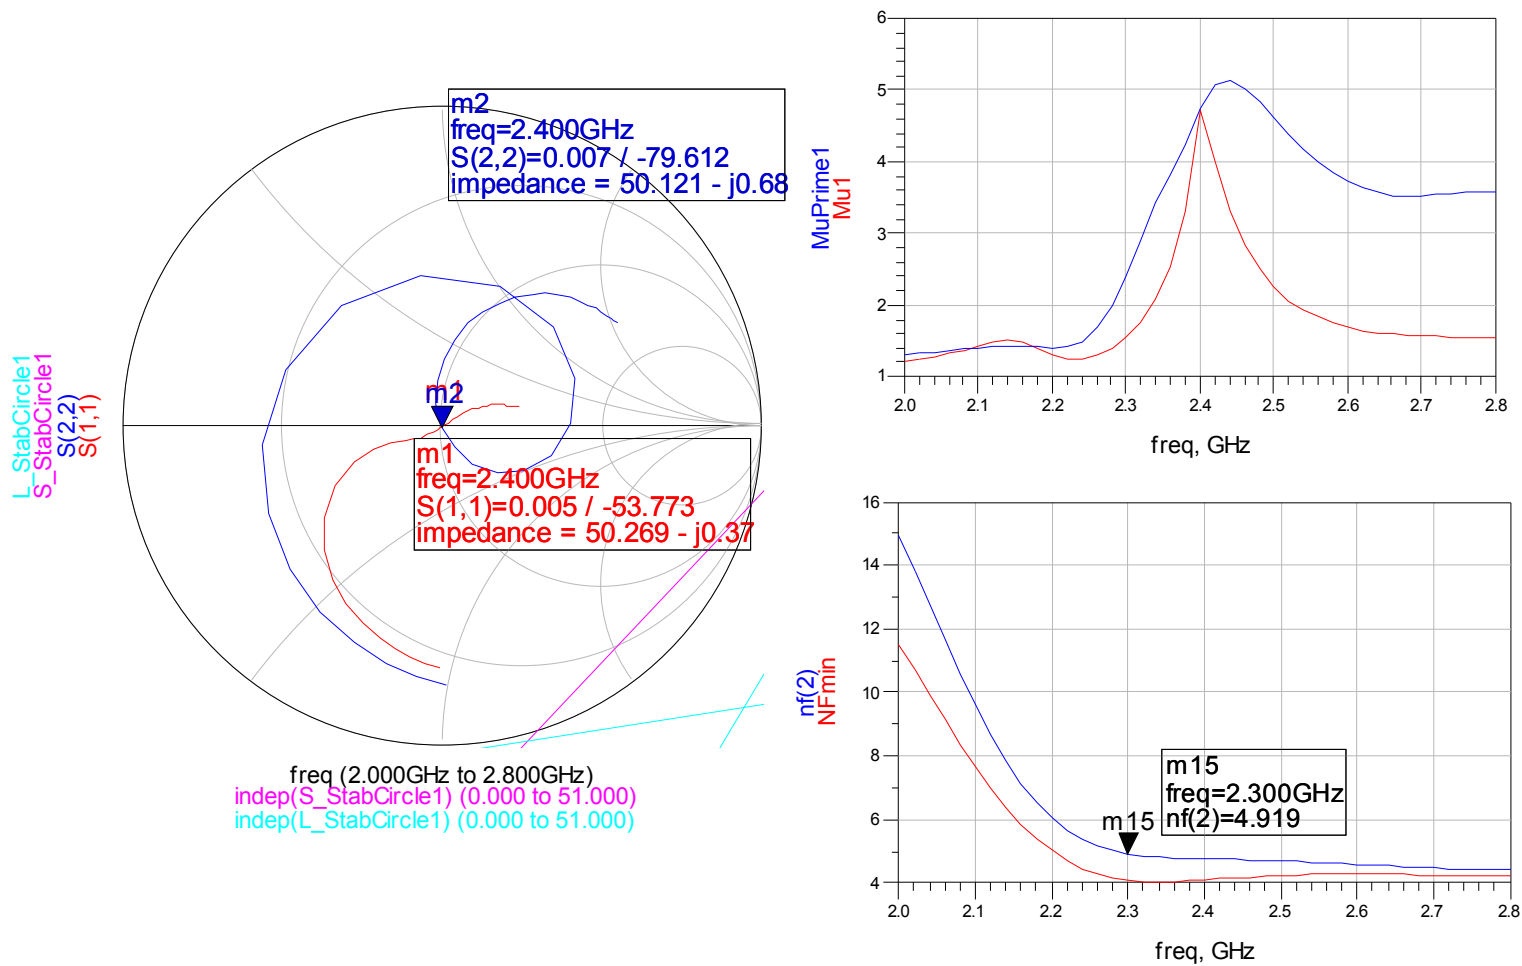 m2
freq=2.400GHz
S(2,2)=0.007 / -79.612
impedance = 50.121 - j0.68
m1
m2
m1
freq=2.400GHz
S(1,1)=0.005 / -53.773
impedance = 50.269 - j0.37
L_StabCircle1
S_StabCircle1
S(2,2)
S(1,1)
freq (2.000GHz to 2.800GHz)
indep(S_StabCircle1) (0.000 to 51.000)
indep(L_StabCircle1) (0.000 to 51.000)
MuPrime1
Mu1
6
5
4
3
2
1
2.0 2.1 2.2 2.3 2.4 2.5 2.6 2.7 2.8
freq, GHz
nf(2)
NFmin
16
14
12
10
8
6
4
m15
m15
freq=2.300GHz
nf(2)=4.919
2.0 2.1 2.2 2.3 2.4 2.5 2.6 2.7 2.8
freq, GHz